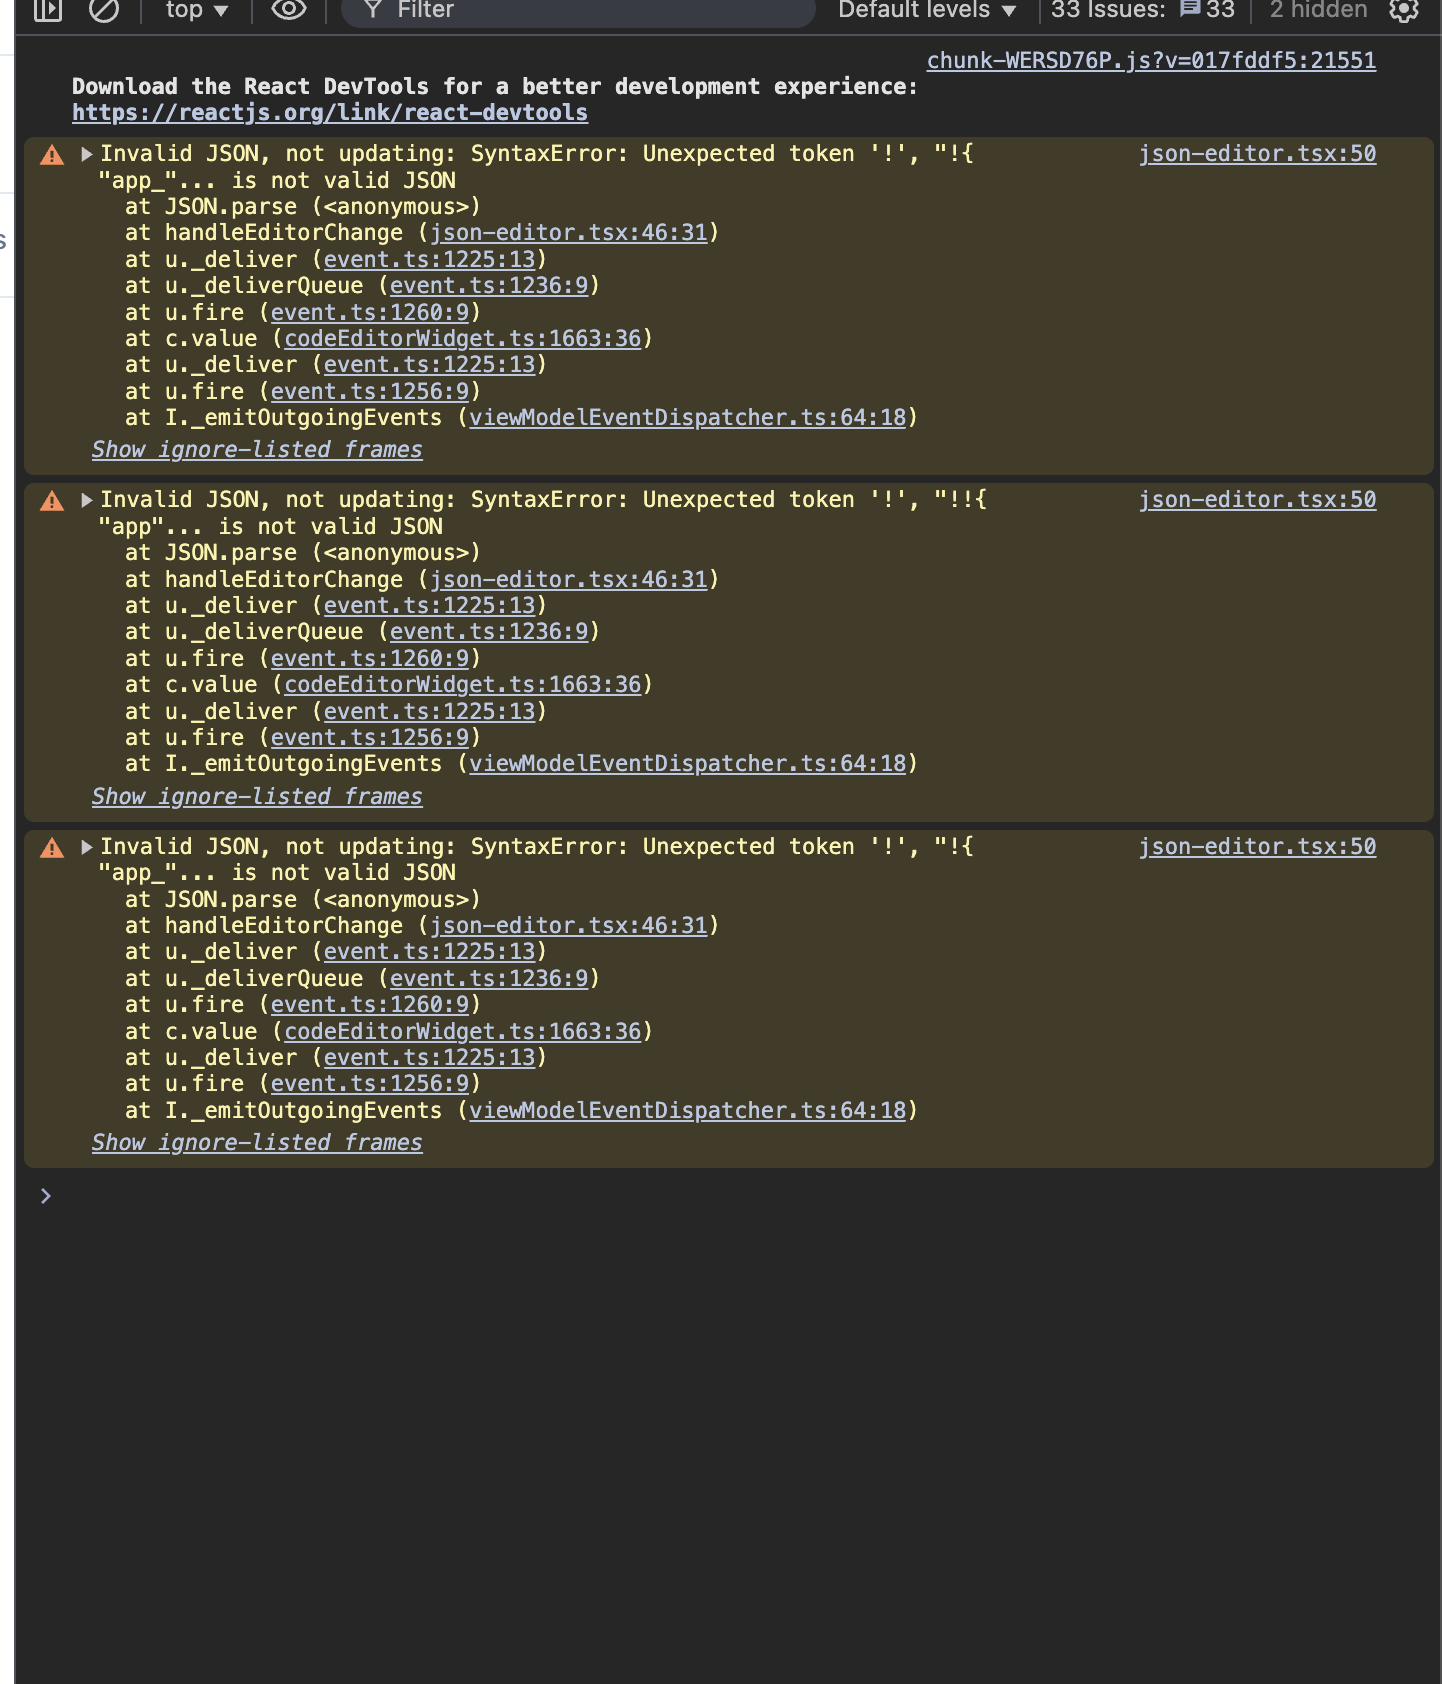 top
Filter
Default levels
33 Issues: 33
2 hidden
chunk-WERSD76P.js?v=017fddf5:21551
Download the React DevTools for a better development experience:
https://reactjs.org/link/react-devtools
Invalid JSON, not updating: SyntaxError: Unexpected token '!', "!{ json-editor.tsx:50
"app_"... is not valid JSON
at JSON.parse (<anonymous>)
at handleEditorChange (json-editor.tsx:46:31)
at u._deliver (event.ts:1225:13)
at u._deliverQueue (event.ts:1236:9)
at u.fire (event.ts:1260:9)
at c.value (codeEditorWidget.ts:1663:36)
at u._deliver (event.ts:1225:13)
at u.fire (event.ts:1256:9)
at I._emitOutgoingEvents (viewModelEventDispatcher.ts:64:18)
Show ignore-listed frames
Invalid JSON, not updating: SyntaxError: Unexpected token '!', "!!{ json-editor.tsx:50
"app"... is not valid JSON
at JSON.parse (<anonymous>)
at handleEditorChange (json-editor.tsx:46:31)
at u._deliver (event.ts:1225:13)
at u._deliverQueue (event.ts:1236:9)
at u.fire (event.ts:1260:9)
at c.value (codeEditorWidget.ts:1663:36)
at u._deliver (event.ts:1225:13)
at u.fire (event.ts:1256:9)
at I._emitOutgoingEvents (viewModelEventDispatcher.ts:64:18)
Show ignore-listed frames
Invalid JSON, not updating: SyntaxError: Unexpected token '!', "!{ json-editor.tsx:50
"app_"... is not valid JSON
at JSON.parse (<anonymous>)
at handleEditorChange (json-editor.tsx:46:31)
at u._deliver (event.ts:1225:13)
at u._deliverQueue (event.ts:1236:9)
at u.fire (event.ts:1260:9)
at c.value (codeEditorWidget.ts:1663:36)
at u._deliver (event.ts:1225:13)
at u.fire (event.ts:1256:9)
at I._emitOutgoingEvents (viewModelEventDispatcher.ts:64:18)
Show ignore-listed frames